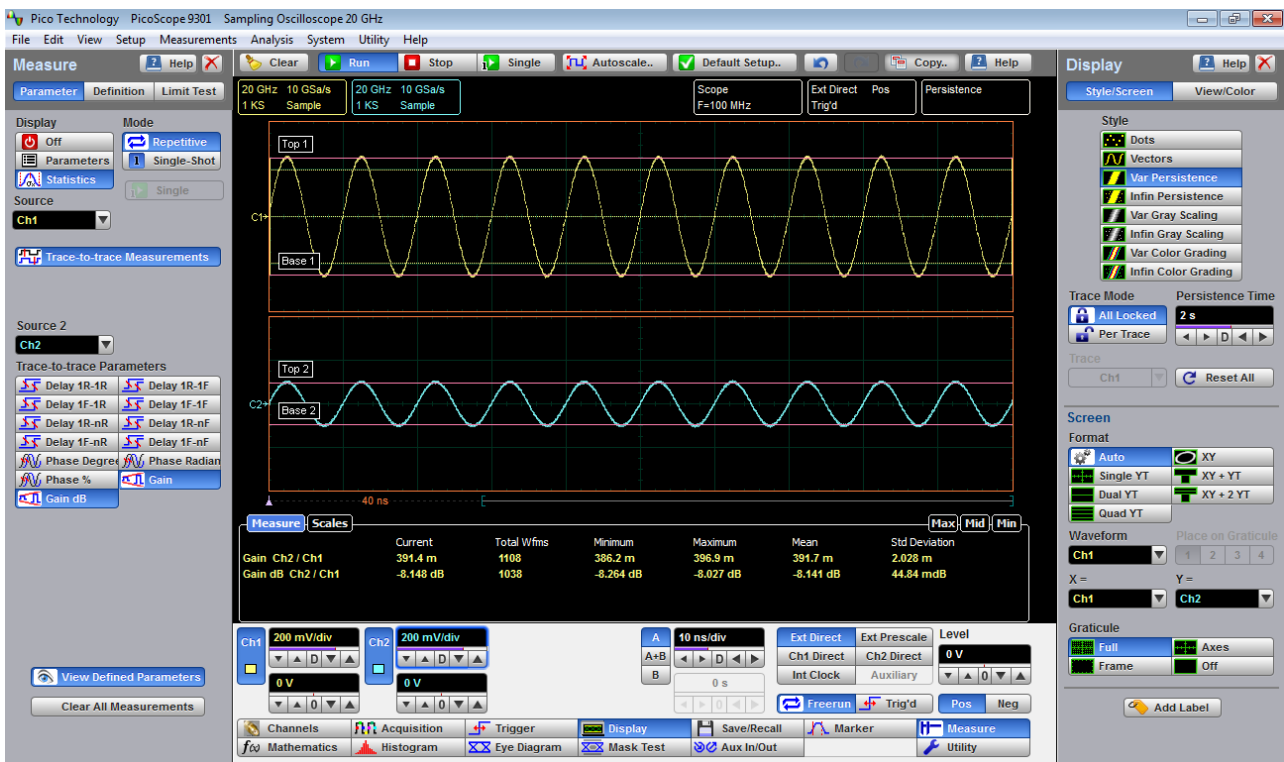 Pico Technology PicoScope 9301 Sampling Oscilloscope 20 GHz
File Edit View Setup Measurements Analysis System Utility Help
Measure ? Help
Clear Run Stop Single Autoscale.. Default Setup.. Copy.. ? Help
Display ? Help
Parameter Definition Limit Test
20 GHz 10 GSa/s
1 KS Sample
20 GHz 10 GSa/s
1 KS Sample
Scope
F=100 MHz
Ext Direct Pos
Trig'd
Persistence
Style/Screen View/Color
Display Mode
Off Repetitive
Parameters 1 Single-Shot
Statistics
Single
Source
Ch1
Trace-to-trace Measurements
Source 2
Ch2
Trace-to-trace Parameters
Delay 1R-1R Delay 1R-1F
Delay 1F-1R Delay 1F-1F
Delay 1R-nR Delay 1R-nF
Delay 1F-nR Delay 1F-nF
Phase Degree Phase Radian
Phase % Gain
Gain dB
View Defined Parameters
Clear All Measurements
Top 1
C1
Base 1
Top 2
C2
Base 2
40 ns
Measure Scales Max Mid Min
Current Total Wfms Minimum Maximum Mean Std Deviation
Gain Ch2 / Ch1 391.4 m 1108 386.2 m 396.9 m 391.7 m 2.028 m
Gain dB Ch2 / Ch1 -8.148 dB 1038 -8.264 dB -8.027 dB -8.141 dB 44.84 mdB
Ch1 200 mV/div
D
0 V
0
Ch2 200 mV/div
D
0 V
0
A 10 ns/div
A+B D
B 0 s
0
Ext Direct Ext Prescale Level
Ch1 Direct Ch2 Direct 0 V
Int Clock Auxiliary 0
Freerun Trig'd Pos Neg
Channels Acquisition Trigger Display Save/Recall Marker Measure
f(x) Mathematics Histogram Eye Diagram Mask Test Aux In/Out Utility
Style
Dots
Vectors
Var Persistence
Infin Persistence
Var Gray Scaling
Infin Gray Scaling
Var Color Grading
Infin Color Grading
Trace Mode Persistence Time
All Locked 2 s
Per Trace D
Trace
Ch1 Reset All
Screen
Format
Auto XY
Single YT XY + YT
Dual YT XY + 2 YT
Quad YT
Waveform Place on Graticule
Ch1 1 2 3 4
X = Y =
Ch1 Ch2
Graticule
Full Axes
Frame Off
Add Label